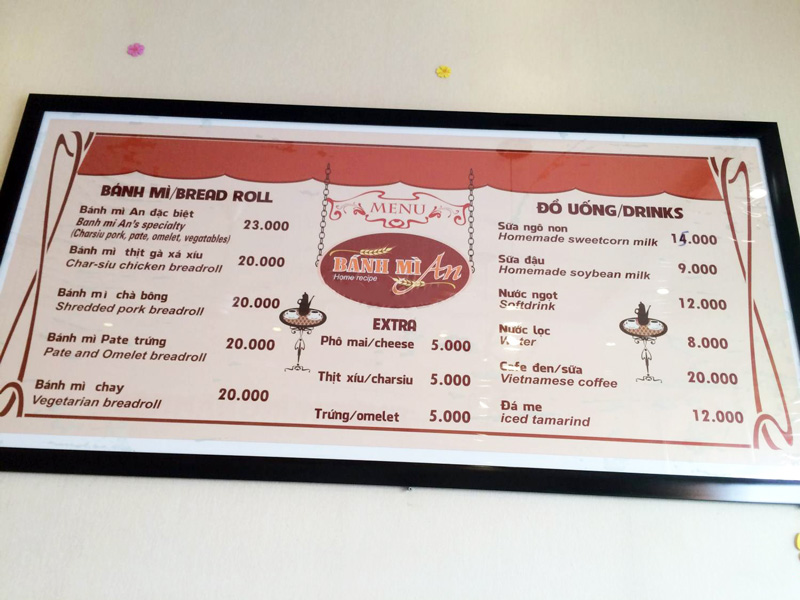 BÁNH MÌ/BREAD ROLL
Bánh mì An đặc biệt
Banh mi An's specialty 23.000
(Charsiu pork, pate, omelet, vegatables)
Bánh mì thịt gà xá xíu
Char-siu chicken breadroll 20.000
Bánh mì chà bông
Shredded pork breadroll 20.000
Bánh mì Pate trứng
Pate and Omelet breadroll 20.000
Bánh mì chay
Vegetarian breadroll 20.000
MENU
BÁNH MÌ An
Home recipe
EXTRA
Phô mai/cheese 5.000
Thịt xíu/charsiu 5.000
Trứng/omelet 5.000
ĐỒ UỐNG/DRINKS
Sữa ngô non
Homemade sweetcorn milk 15.000
Sữa đậu
Homemade soybean milk 9.000
Nước ngọt
Softdrink 12.000
Nước lọc
Water 8.000
Cafe đen/sữa
Vietnamese coffee 20.000
Đá me
iced tamarind 12.000